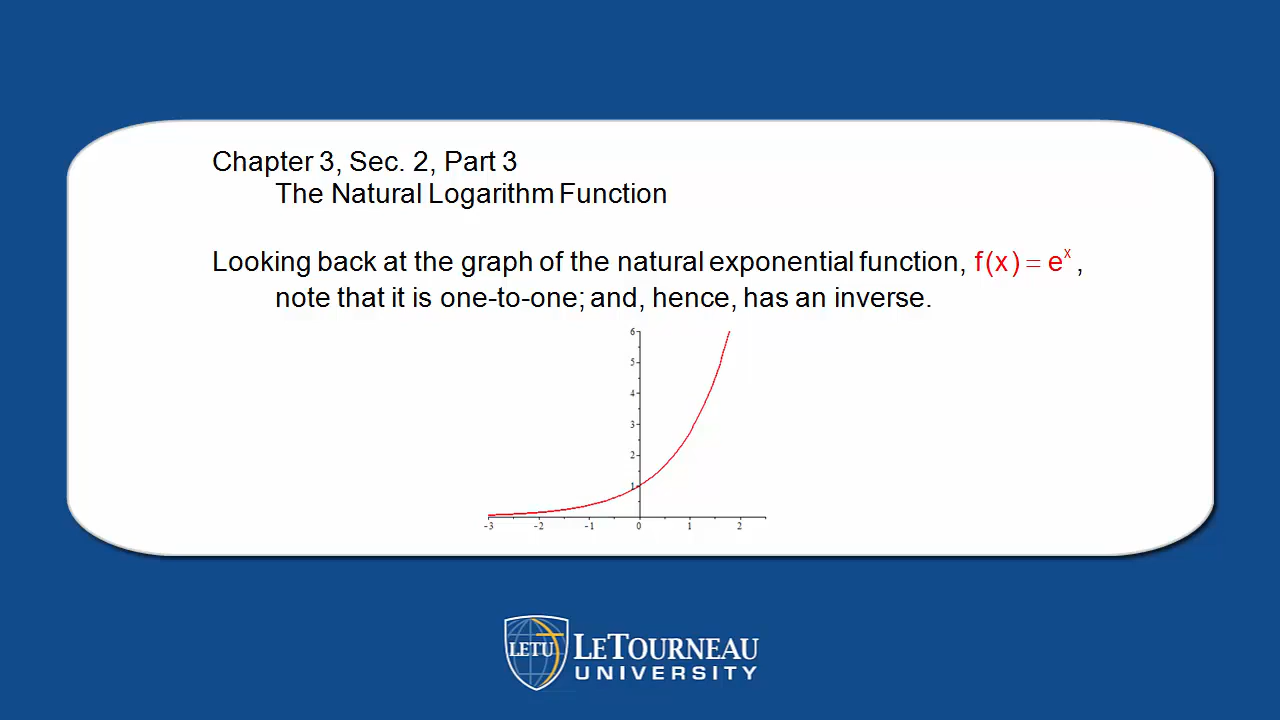 Chapter 3, Sec. 2, Part 3
The Natural Logarithm Function
Looking back at the graph of the natural exponential function, f(x) = eˣ ,
note that it is one-to-one; and, hence, has an inverse.
6
5
4
3
2
1
-3 -2 -1 0 1 2
LETU
LETOURNEAU
UNIVERSITY